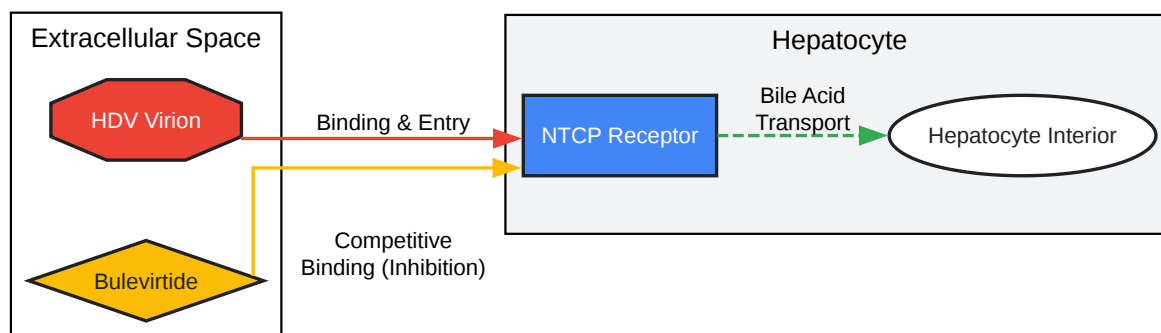 Extracellular Space
Hepatocyte
HDV Virion
Binding & Entry
NTCP Receptor
Bile Acid
Transport
Hepatocyte Interior
Competitive
Binding (Inhibition)
Bulevirtide